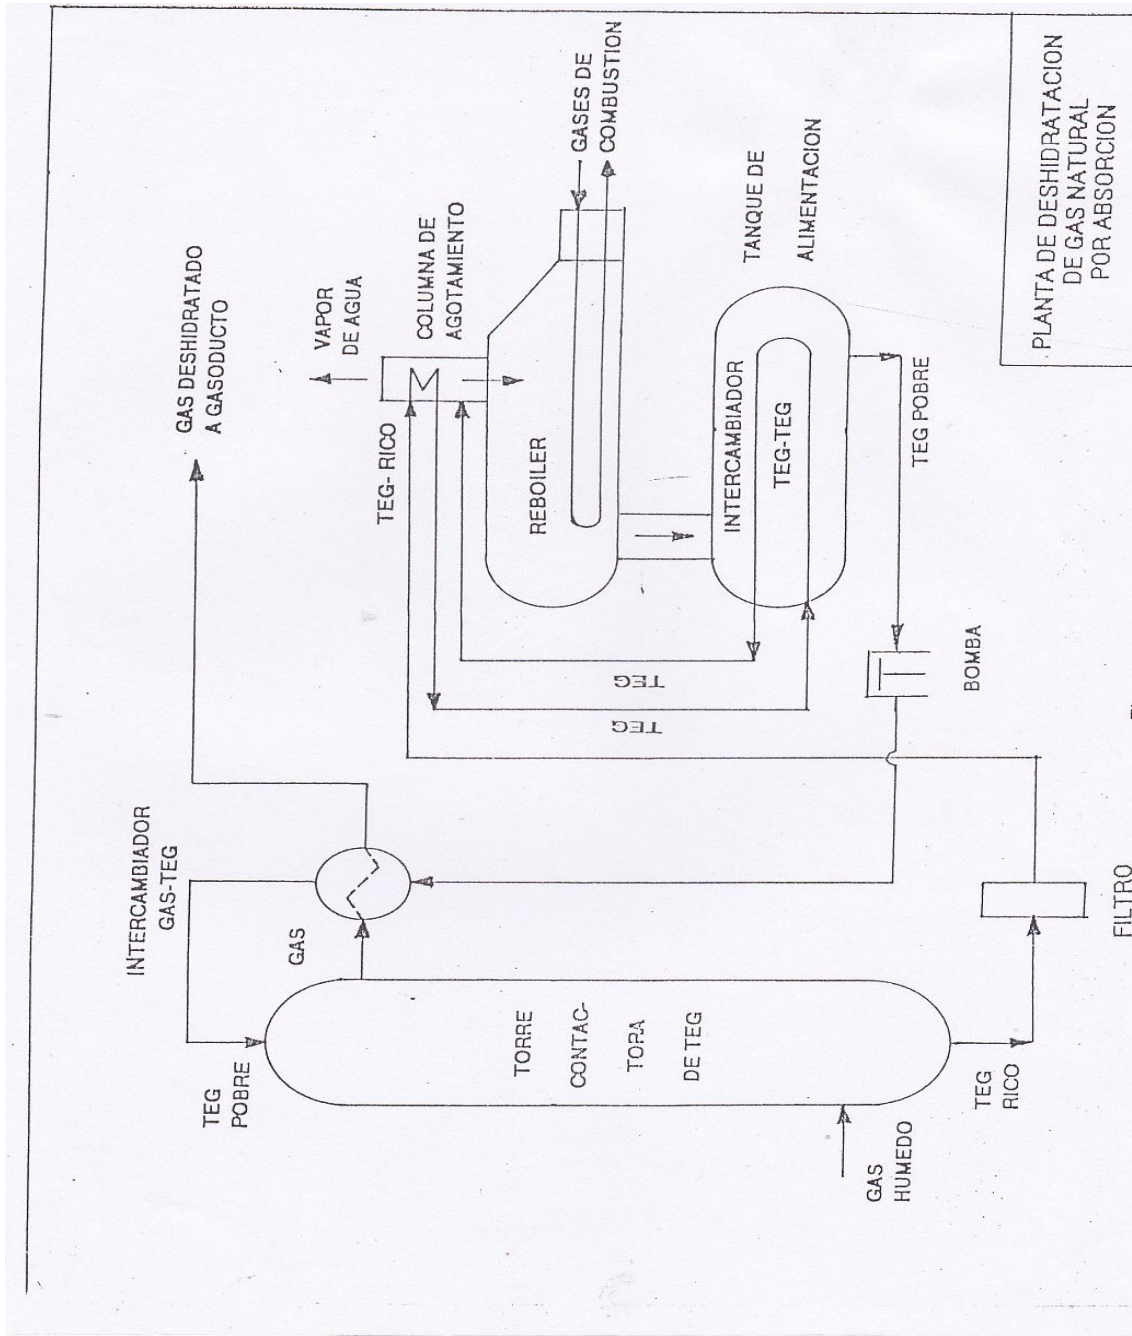 INTERCAMBIADOR
GAS-TEG
GAS DESHIDRATADO
A GASODUCTO
TEG
POBRE
GAS
VAPOR
DE AGUA
TEG-RICO
COLUMNA DE
AGOTAMIENTO
TORRE
CONTAC-
TORA
DE TEG
REBOILER
GASES DE
COMBUSTION
TEG
TEG
INTERCAMBIADOR
TEG-TEG
TANQUE DE
ALIMENTACION
GAS
HUMEDO
TEG
RICO
TEG POBRE
BOMBA
FILTRO
PLANTA DE DESHIDRATACION
DE GAS NATURAL
POR ABSORCION